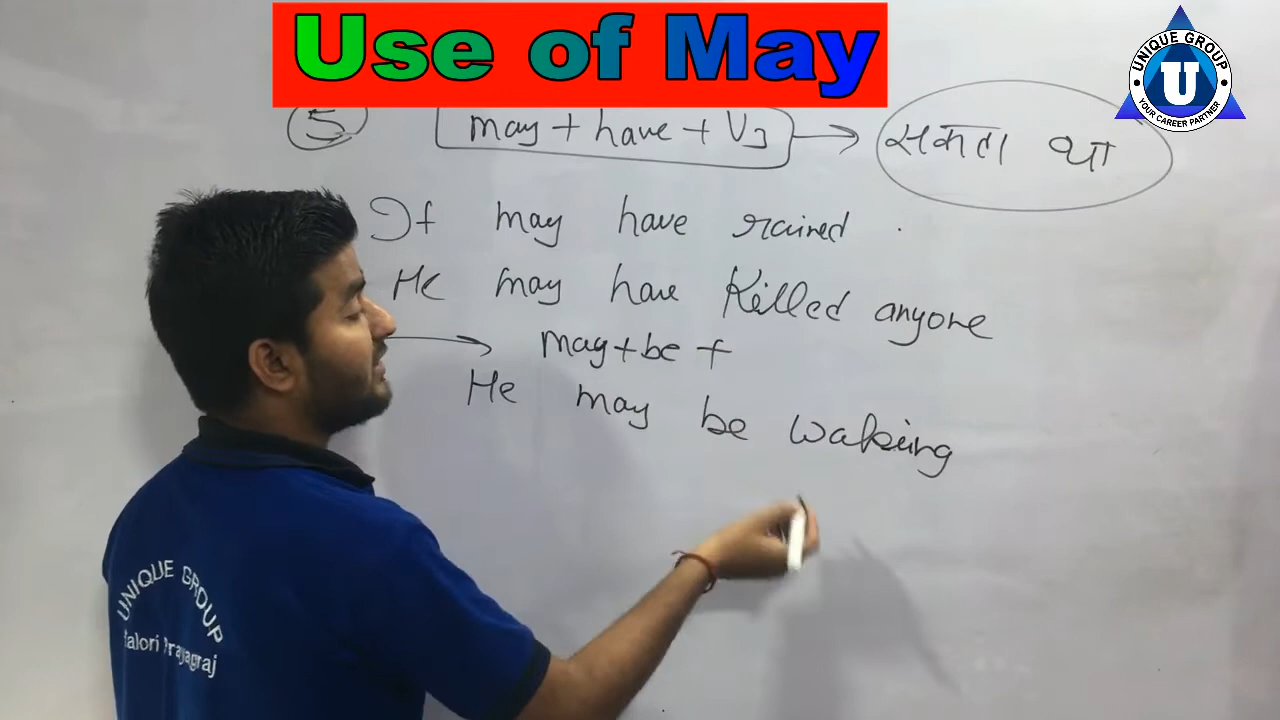 Use of May
UNIQUE GROUP
U
YOUR CAREER PARTNER
5 may + have + V3 → सकता था
It may have rained .
He may have Killed anyone
→ may + be +
He may be waking
UNIQUE GROUP
Prayagraj